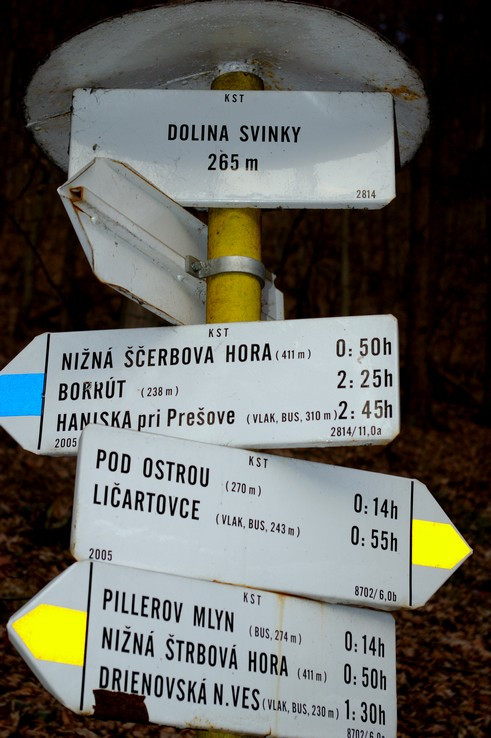 KST
DOLINA SVINKY
265 m
2814
KST
NIŽNÁ ŠČERBOVA HORA (411 m) 0:50h
BORKÚT (238 m) 2:25h
HANISKA pri Prešove (VLAK, BUS, 310 m) 2:45h
2005 2814/11,0a
KST
POD OSTROU (270 m) 0:14h
LIČARTOVCE (VLAK, BUS, 243 m) 0:55h
2005 8702/6,0b
KST
PILLEROV MLYN (BUS, 274 m) 0:14h
NIŽNÁ ŠTRBOVÁ HORA (411 m) 0:50h
DRIENOVSKÁ N.VES (VLAK, BUS, 230 m) 1:30h